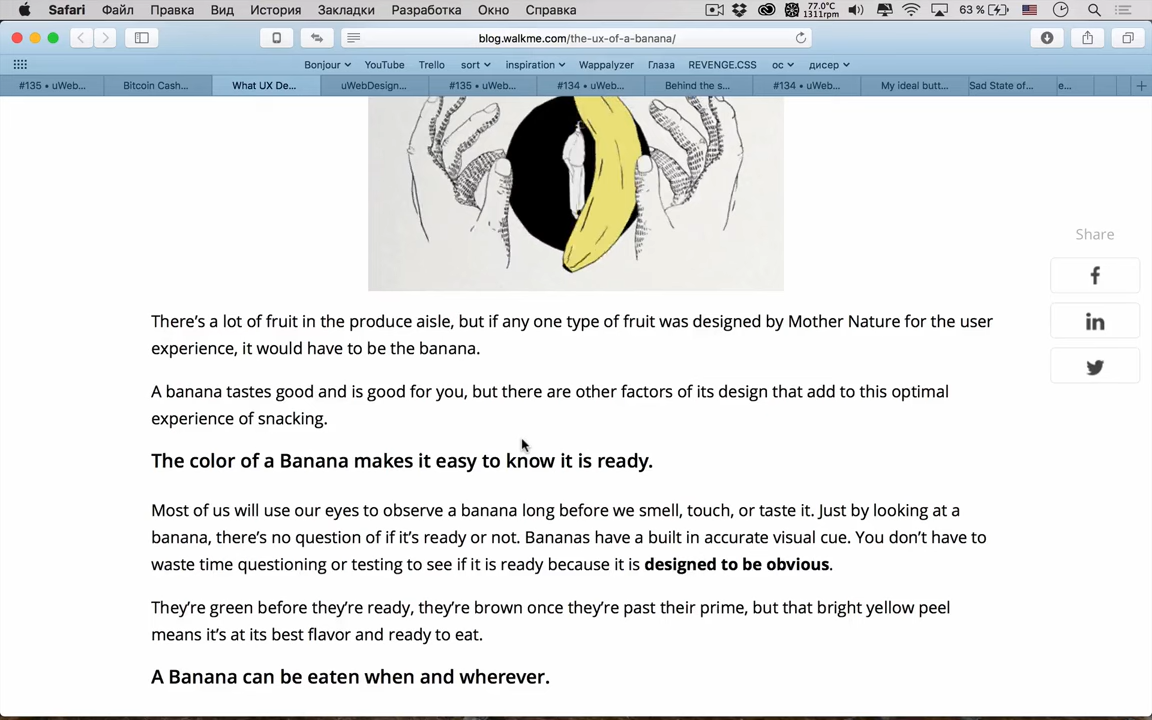 Safari Файл Правка Вид История Закладки Разработка Окно Справка 77.0°C 1311rpm 63 %
blog.walkme.com/the-ux-of-a-banana/
Bonjour YouTube Trello sort inspiration Wappalyzer Глаза REVENGE.CSS ос дисер
#135 • uWeb... Bitcoin Cash... What UX De... uWebDesign... #135 • uWeb... #134 • uWeb... Behind the s... #134 • uWeb... My ideal butt... Sad State of... e...
Share
There's a lot of fruit in the produce aisle, but if any one type of fruit was designed by Mother Nature for the user
experience, it would have to be the banana.
A banana tastes good and is good for you, but there are other factors of its design that add to this optimal
experience of snacking.
The color of a Banana makes it easy to know it is ready.
Most of us will use our eyes to observe a banana long before we smell, touch, or taste it. Just by looking at a
banana, there's no question of if it's ready or not. Bananas have a built in accurate visual cue. You don't have to
waste time questioning or testing to see if it is ready because it is designed to be obvious.
They're green before they're ready, they're brown once they're past their prime, but that bright yellow peel
means it's at its best flavor and ready to eat.
A Banana can be eaten when and wherever.